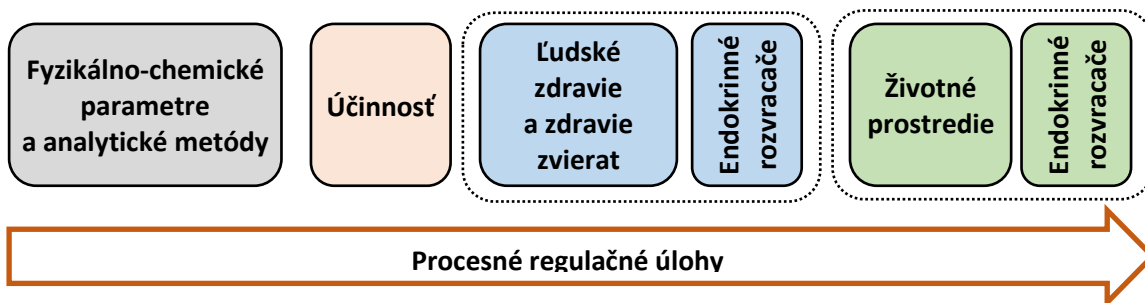 Fyzikálno-chemické
parametre
a analytické metódy
Účinnosť
Ľudské
zdravie
a zdravie
zvierat
Endokrinné
rozvracače
Životné
prostredie
Endokrinné
rozvracače
Procesné regulačné úlohy